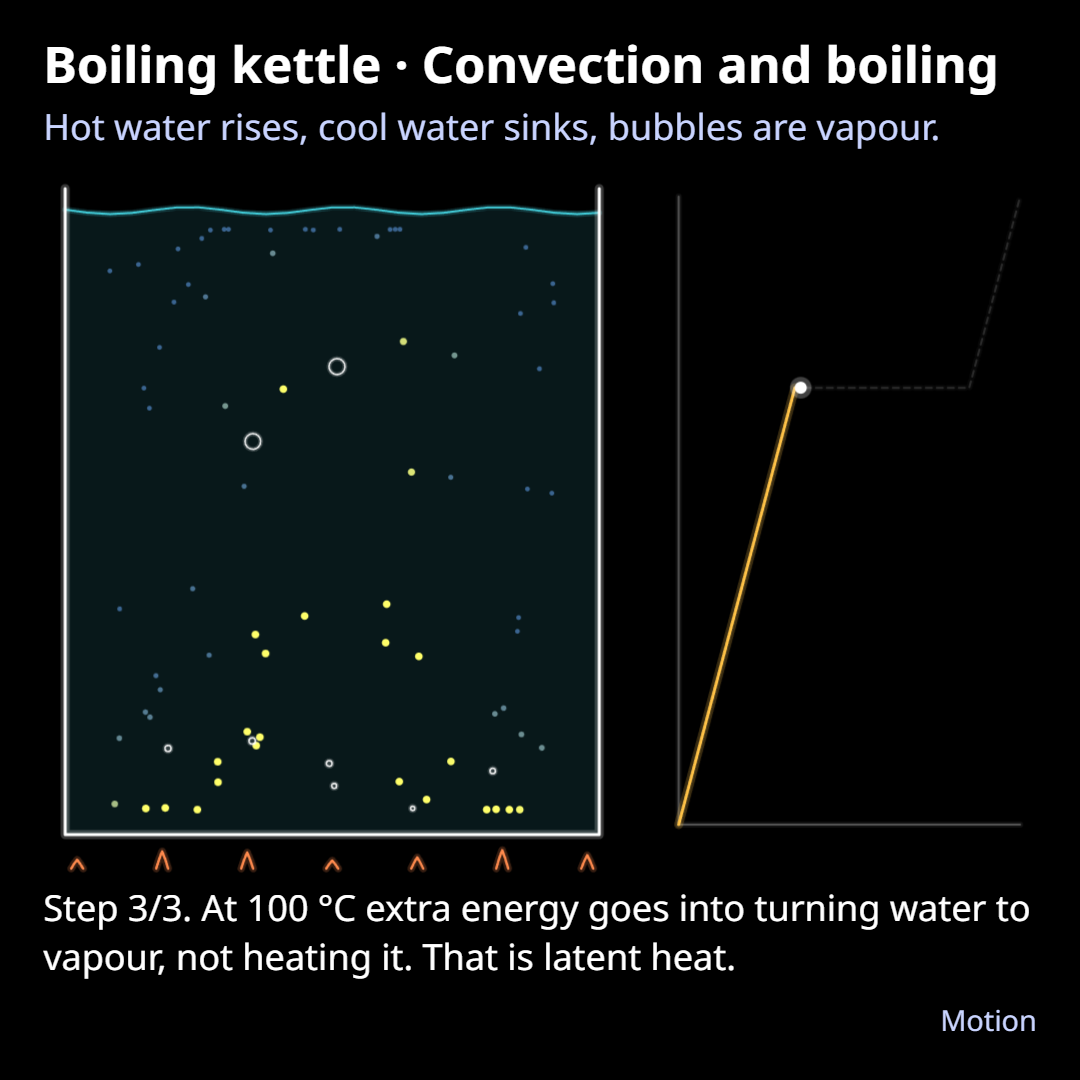 Boiling kettle · Convection and boiling
Hot water rises, cool water sinks, bubbles are vapour.
Step 3/3. At 100 °C extra energy goes into turning water to
vapour, not heating it. That is latent heat.
Motion